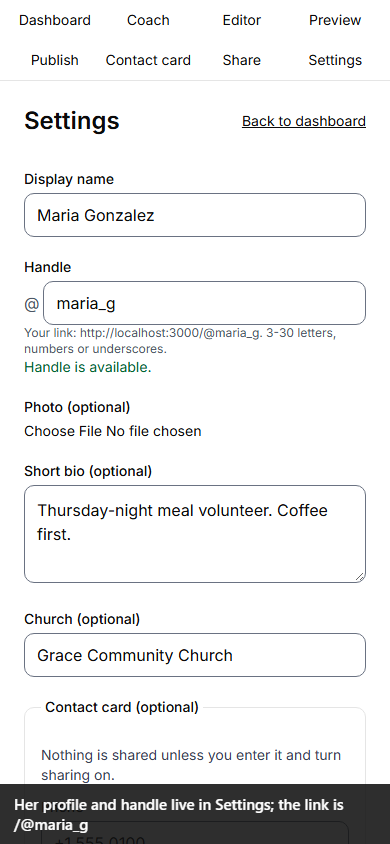 Dashboard Coach Editor Preview
Publish Contact card Share Settings
Settings Back to dashboard
Display name
Maria Gonzalez
Handle
@ maria_g
Your link: http://localhost:3000/@maria_g. 3-30 letters,
numbers or underscores.
Handle is available.
Photo (optional)
Choose File No file chosen
Short bio (optional)
Thursday-night meal volunteer. Coffee
first.
Church (optional)
Grace Community Church
Contact card (optional)
Nothing is shared unless you enter it and turn
sharing on.
Her profile and handle live in Settings; the link is
/@maria_g
+1 555 0100